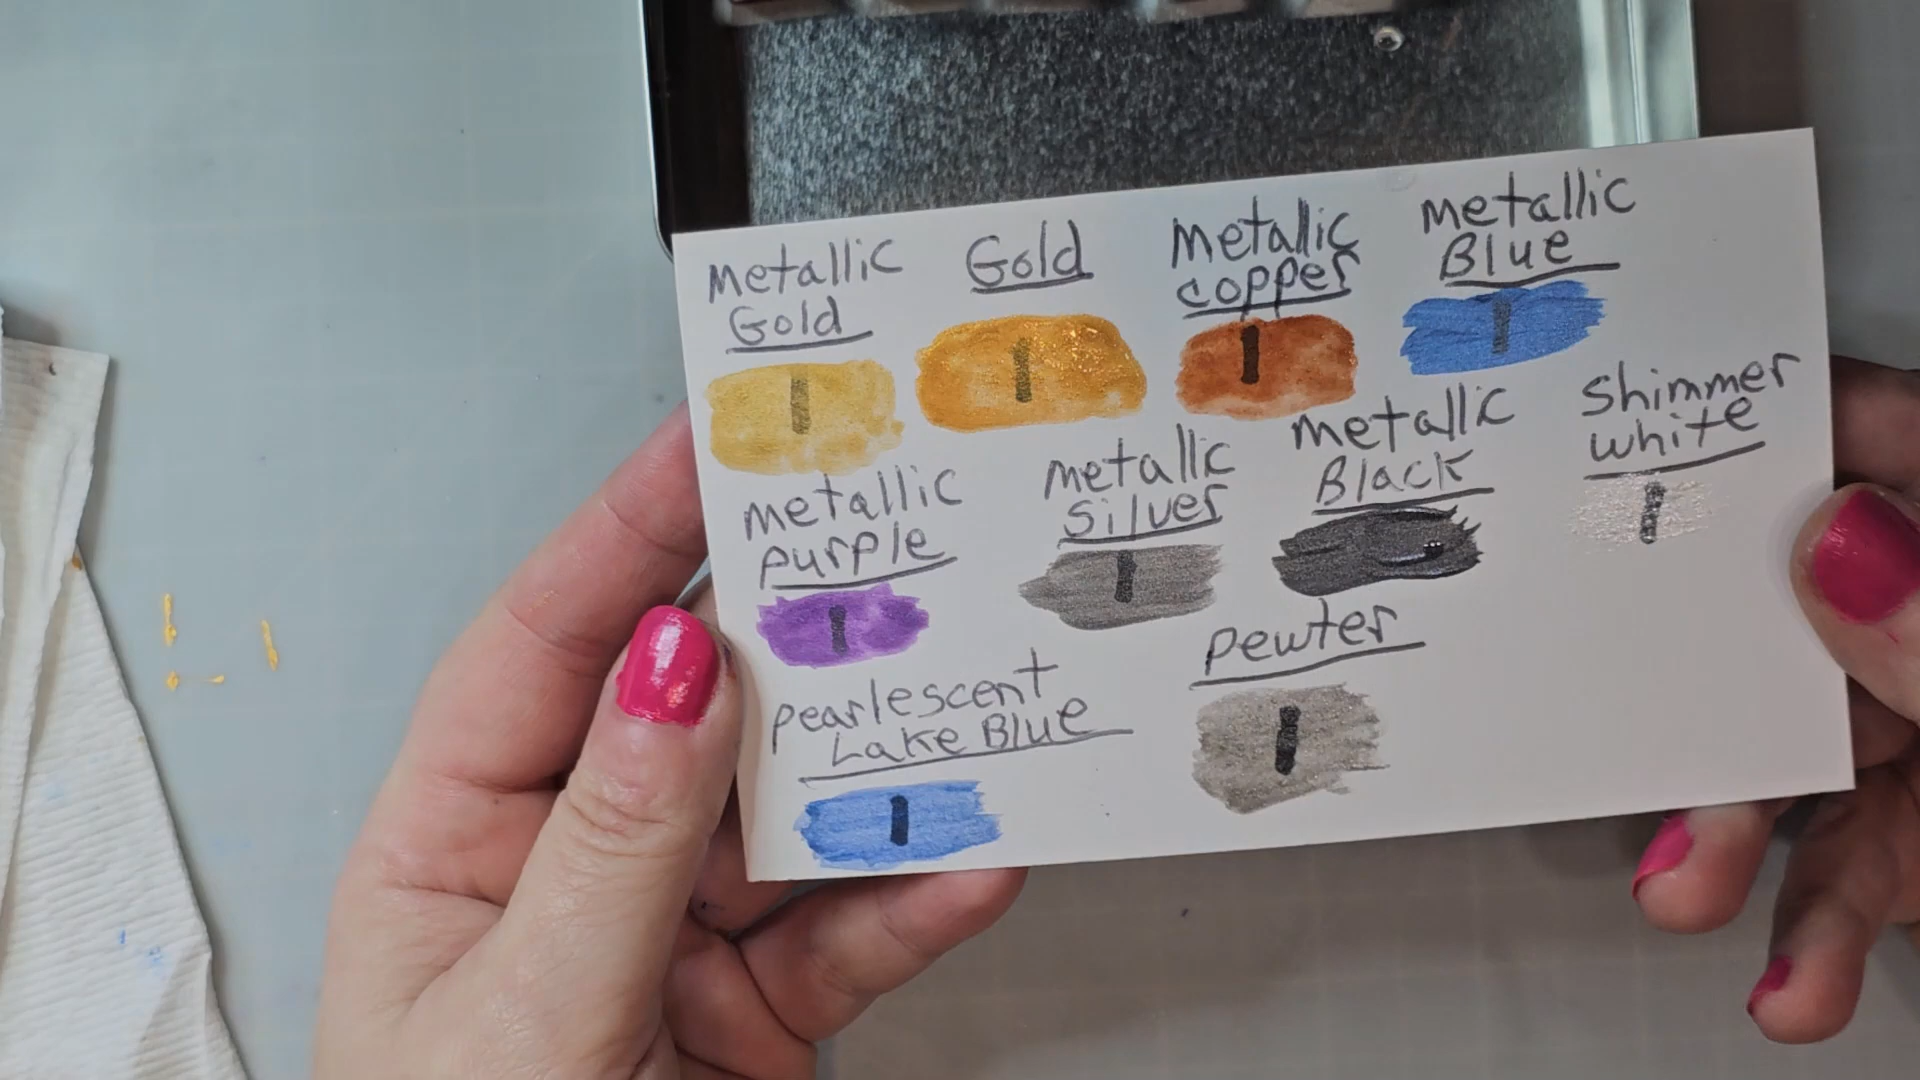 Metallic
Gold
Gold
Metallic
copper
Metallic
Blue
Metallic
purple
Metallic
Silver
Metallic
Black
Shimmer
white
pearlescent
Lake Blue
pewter